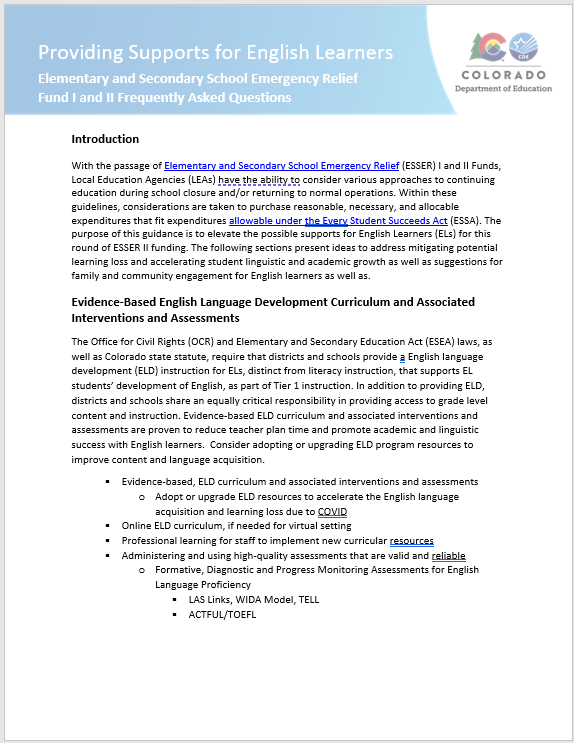 Providing Supports for English Learners
Elementary and Secondary School Emergency Relief
Fund I and II Frequently Asked Questions
CDE
COLORADO
Department of Education
Introduction
With the passage of Elementary and Secondary School Emergency Relief (ESSER) I and II Funds,
Local Education Agencies (LEAs) have the ability to consider various approaches to continuing
education during school closure and/or returning to normal operations. Within these
guidelines, considerations are taken to purchase reasonable, necessary, and allocable
expenditures that fit expenditures allowable under the Every Student Succeeds Act (ESSA). The
purpose of this guidance is to elevate the possible supports for English Learners (ELs) for this
round of ESSER II funding. The following sections present ideas to address mitigating potential
learning loss and accelerating student linguistic and academic growth as well as suggestions for
family and community engagement for English learners as well as.
Evidence-Based English Language Development Curriculum and Associated
Interventions and Assessments
The Office for Civil Rights (OCR) and Elementary and Secondary Education Act (ESEA) laws, as
well as Colorado state statute, require that districts and schools provide a English language
development (ELD) instruction for ELs, distinct from literacy instruction, that supports EL
students’ development of English, as part of Tier 1 instruction. In addition to providing ELD,
districts and schools share an equally critical responsibility in providing access to grade level
content and instruction. Evidence-based ELD curriculum and associated interventions and
assessments are proven to reduce teacher plan time and promote academic and linguistic
success with English learners.  Consider adopting or upgrading ELD program resources to
improve content and language acquisition.
▪ Evidence-based, ELD curriculum and associated interventions and assessments
o Adopt or upgrade ELD resources to accelerate the English language
acquisition and learning loss due to COVID
▪ Online ELD curriculum, if needed for virtual setting
▪ Professional learning for staff to implement new curricular resources
▪ Administering and using high-quality assessments that are valid and reliable
o Formative, Diagnostic and Progress Monitoring Assessments for English
Language Proficiency
▪ LAS Links, WIDA Model, TELL
▪ ACTFUL/TOEFL